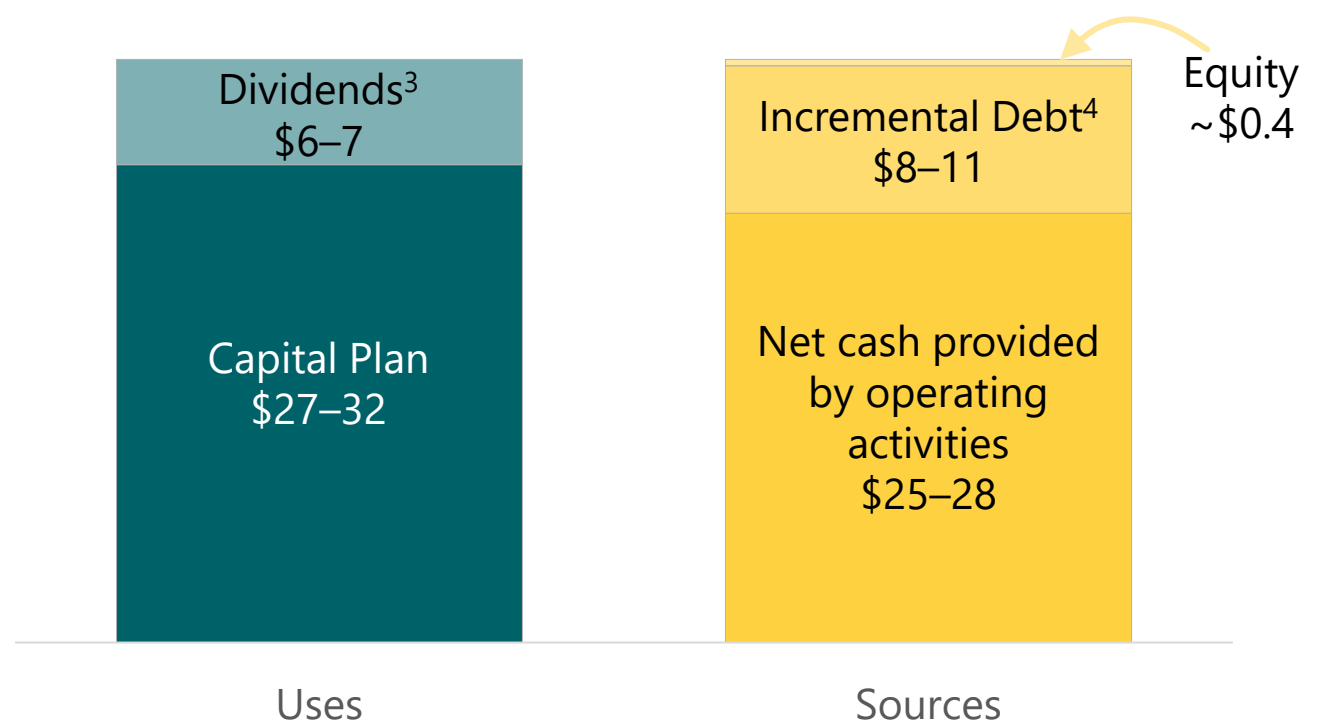 Dividends³
$6–7
Capital Plan
$27–32
Uses
Equity
~$0.4
Incremental Debt⁴
$8–11
Net cash provided
by operating
activities
$25–28
Sources